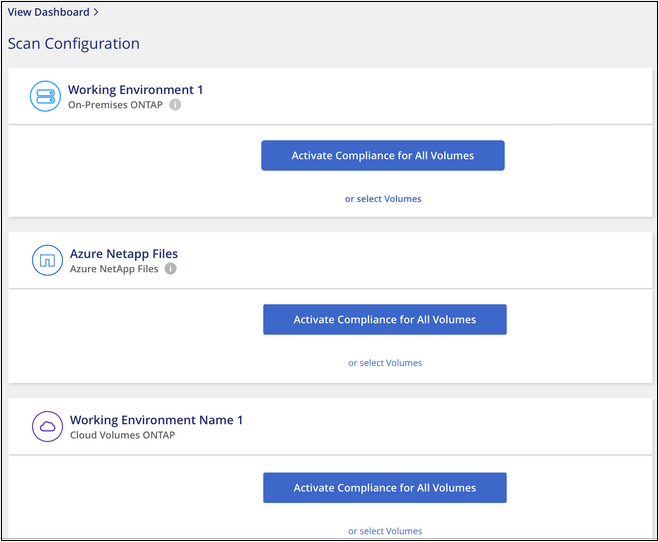 View Dashboard >
Scan Configuration
Working Environment 1
On-Premises ONTAP i
Activate Compliance for All Volumes
or select Volumes
Azure Netapp Files
Azure NetApp Files i
Activate Compliance for All Volumes
or select Volumes
Working Environment Name 1
Cloud Volumes ONTAP
Activate Compliance for All Volumes
or select Volumes